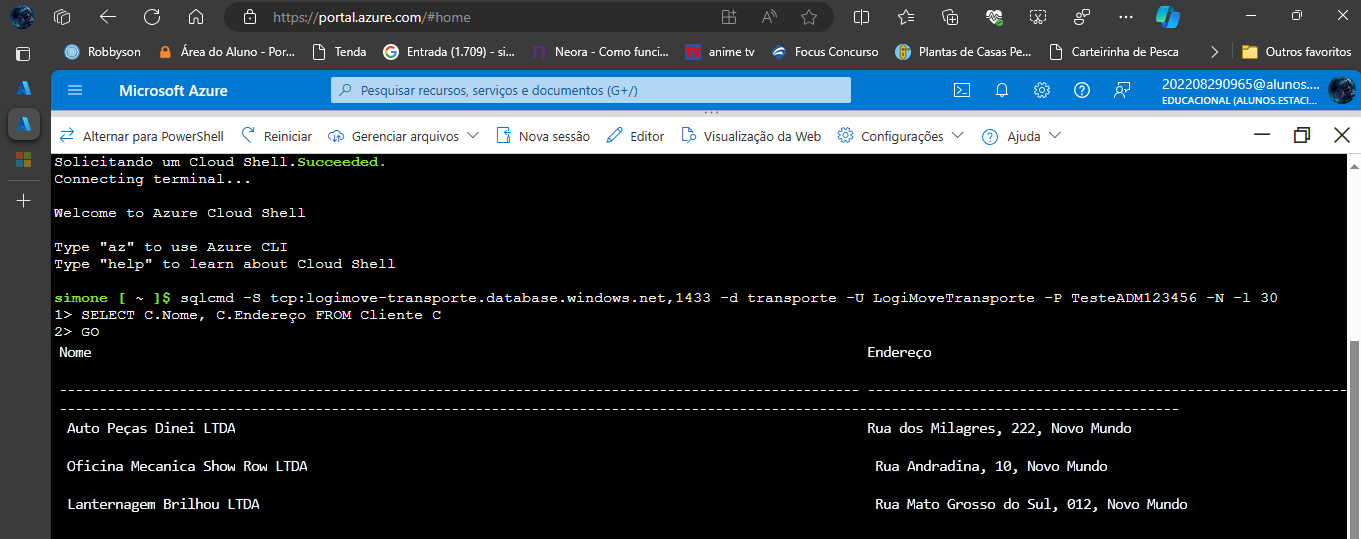 https://portal.azure.com/#home
Robbyson
Área do Aluno - Por...
Tenda
Entrada (1.709) - si...
Neora - Como funci...
anime tv
Focus Concurso
Plantas de Casas Pe...
Carteirinha de Pesca
Outros favoritos
Microsoft Azure
Pesquisar recursos, serviços e documentos (G+/)
202208290965@alunos....
EDUCACIONAL (ALUNOS.ESTACI...
Alternar para PowerShell
Reiniciar
Gerenciar arquivos
Nova sessão
Editor
Visualização da Web
Configurações
Ajuda
Solicitando um Cloud Shell.Succeeded.
Connecting terminal...
Welcome to Azure Cloud Shell
Type "az" to use Azure CLI
Type "help" to learn about Cloud Shell
simone [ ~ ]$ sqlcmd -S tcp:logimove-transporte.database.windows.net,1433 -d transporte -U LogiMoveTransporte -P TesteADM123456 -N -l 30
1> SELECT C.Nome, C.Endereço FROM Cliente C
2> GO
Nome Endereço
Auto Peças Dinei LTDA Rua dos Milagres, 222, Novo Mundo
Oficina Mecanica Show Row LTDA Rua Andradina, 10, Novo Mundo
Lanternagem Brilhou LTDA Rua Mato Grosso do Sul, 012, Novo Mundo